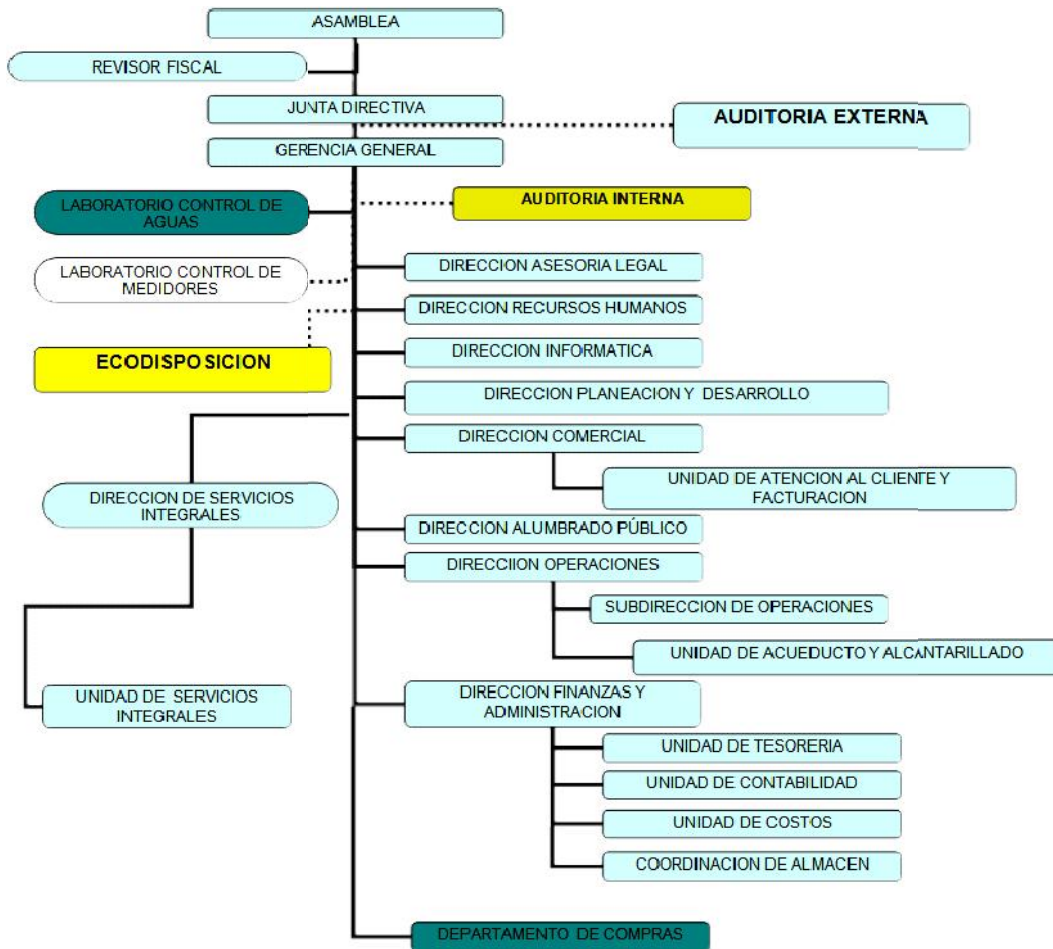 ASAMBLEA
REVISOR FISCAL
JUNTA DIRECTIVA
AUDITORIA EXTERNA
GERENCIA GENERAL
LABORATORIO CONTROL DE
AGUAS
AUDITORIA INTERNA
LABORATORIO CONTROL DE
MEDIDORES
DIRECCION ASESORIA LEGAL
DIRECCION RECURSOS HUMANOS
ECODISPOSICION
DIRECCION INFORMATICA
DIRECCION PLANEACION Y DESARROLLO
DIRECCION COMERCIAL
UNIDAD DE ATENCION AL CLIENTE Y
FACTURACION
DIRECCION DE SERVICIOS
INTEGRALES
DIRECCION ALUMBRADO PÚBLICO
DIRECCIION OPERACIONES
SUBDIRECCION DE OPERACIONES
UNIDAD DE ACUEDUCTO Y ALCANTARILLADO
UNIDAD DE SERVICIOS
INTEGRALES
DIRECCION FINANZAS Y
ADMINISTRACION
UNIDAD DE TESORERIA
UNIDAD DE CONTABILIDAD
UNIDAD DE COSTOS
COORDINACION DE ALMACEN
DEPARTAMENTO DE COMPRAS